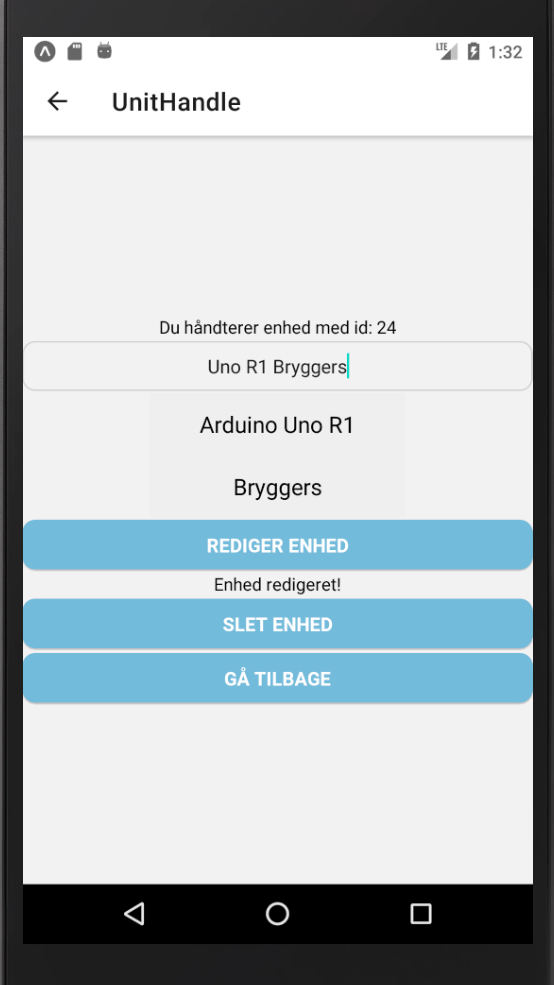 LTE 1:32
UnitHandle
Du håndterer enhed med id: 24
Uno R1 Bryggers
Arduino Uno R1
Bryggers
REDIGER ENHED
Enhed redigeret!
SLET ENHED
GÅ TILBAGE